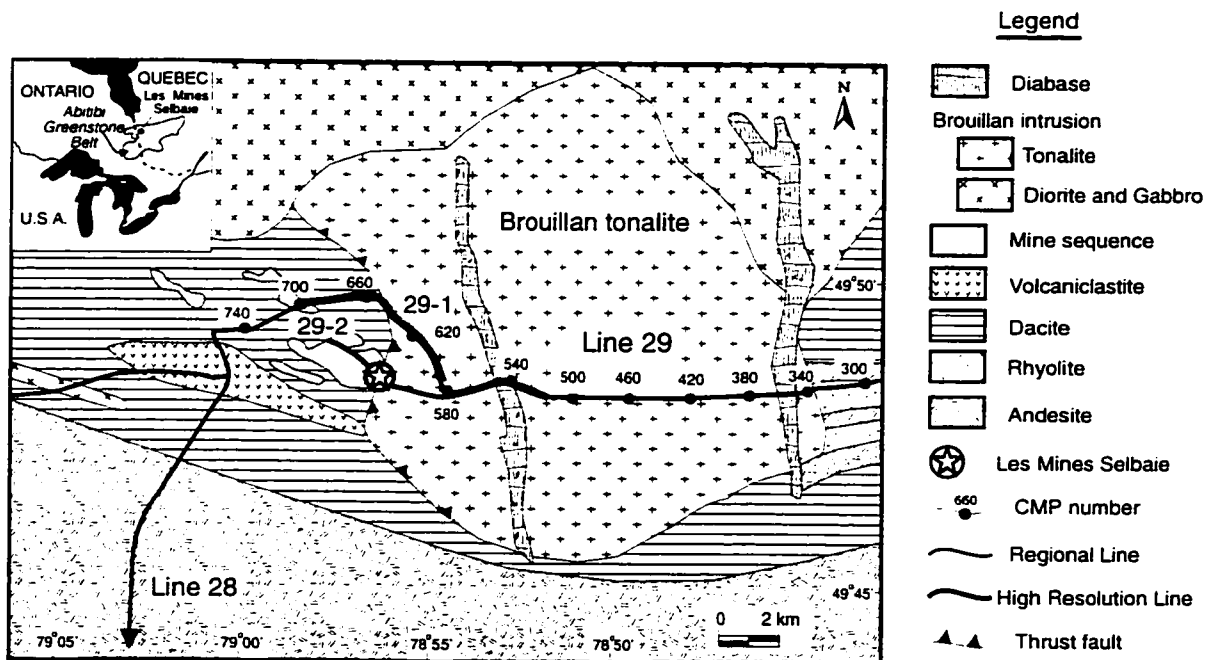 Legend
Diabase
Brouillan intrusion
Tonalite
Diorite and Gabbro
Mine sequence
Volcaniclastite
Dacite
Rhyolite
Andesite
Les Mines Selbaie
660
CMP number
Regional Line
High Resolution Line
Thrust fault
ONTARIO
QUEBEC
Les Mines
Selbaie
Abitibi
Greenstone
Belt
U.S.A.
N
Brouillan tonalite
49°50'
700
660
29-1
740
29-2
620
Line 29
540
500
460
420
380
340
300
580
Line 28
49°45'
0 2 km
79°05'
79°00'
78°55'
78°50'